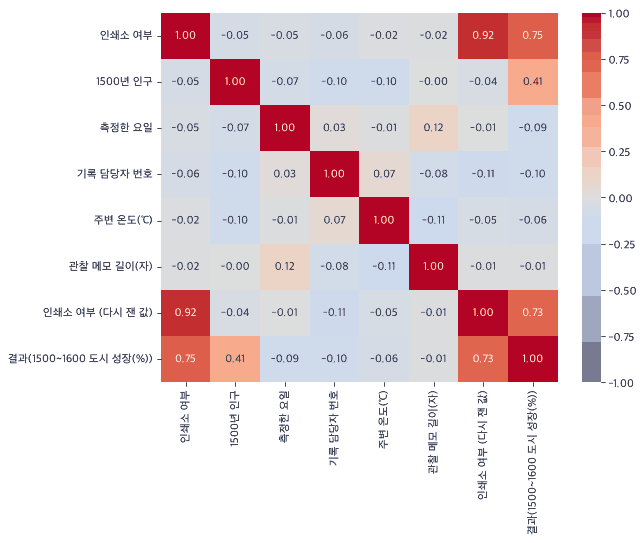 인쇄소 여부 1.00 −0.05 −0.05 −0.06 −0.02 −0.02 0.92 0.75
1500년 인구 −0.05 1.00 −0.07 −0.10 −0.10 −0.00 −0.04 0.41
측정한 요일 −0.05 −0.07 1.00 0.03 −0.01 0.12 −0.01 −0.09
기록 담당자 번호 −0.06 −0.10 0.03 1.00 0.07 −0.08 −0.11 −0.10
주변 온도(℃) −0.02 −0.10 −0.01 0.07 1.00 −0.11 −0.05 −0.06
관찰 메모 길이(자) −0.02 −0.00 0.12 −0.08 −0.11 1.00 −0.01 −0.01
인쇄소 여부 (다시 잰 값) 0.92 −0.04 −0.01 −0.11 −0.05 −0.01 1.00 0.73
결과(1500~1600 도시 성장(%)) 0.75 0.41 −0.09 −0.10 −0.06 −0.01 0.73 1.00
인쇄소 여부
1500년 인구
측정한 요일
기록 담당자 번호
주변 온도(℃)
관찰 메모 길이(자)
인쇄소 여부 (다시 잰 값)
결과(1500~1600 도시 성장(%))
1.00
0.75
0.50
0.25
0.00
−0.25
−0.50
−0.75
−1.00